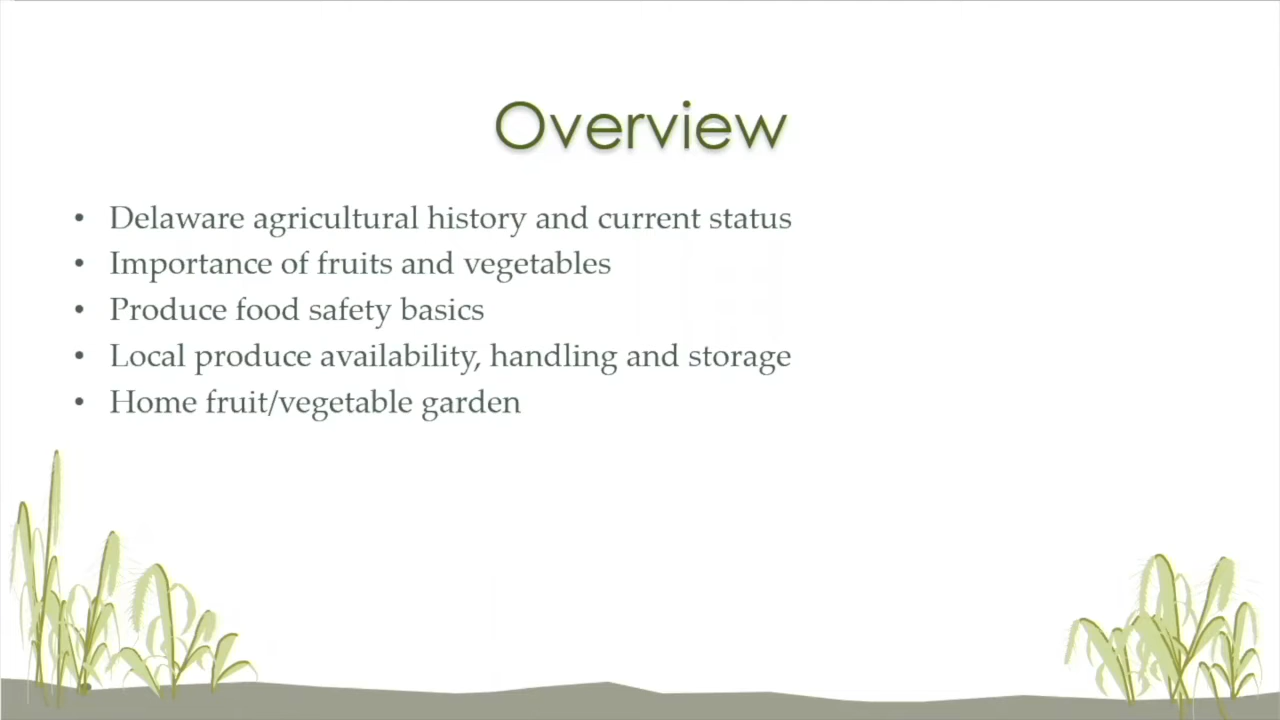 Overview
• Delaware agricultural history and current status
• Importance of fruits and vegetables
• Produce food safety basics
• Local produce availability, handling and storage
• Home fruit/vegetable garden